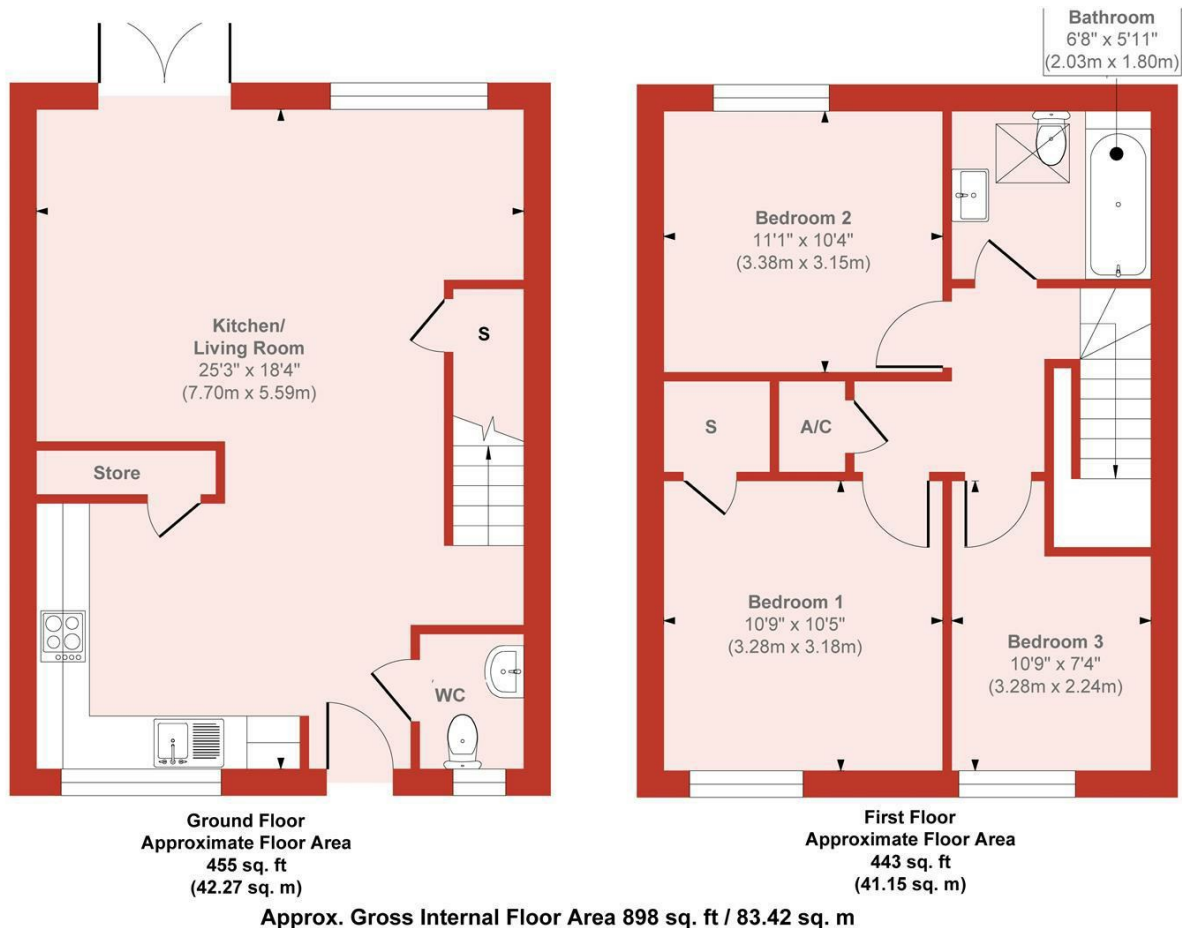 Kitchen/
Living Room
25'3" x 18'4"
(7.70m x 5.59m)
S
Store
WC
Ground Floor
Approximate Floor Area
455 sq. ft
(42.27 sq. m)
Bathroom
6'8" x 5'11"
(2.03m x 1.80m)
Bedroom 2
11'1" x 10'4"
(3.38m x 3.15m)
S
A/C
Bedroom 1
10'9" x 10'5"
(3.28m x 3.18m)
Bedroom 3
10'9" x 7'4"
(3.28m x 2.24m)
First Floor
Approximate Floor Area
443 sq. ft
(41.15 sq. m)
Approx. Gross Internal Floor Area 898 sq. ft / 83.42 sq. m